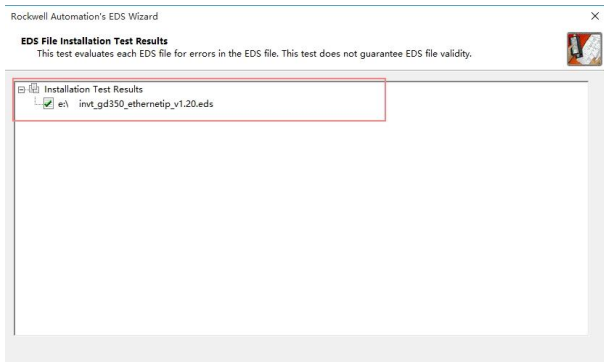 Rockwell Automation's EDS Wizard
EDS File Installation Test Results
This test evaluates each EDS file for errors in the EDS file. This test does not guarantee EDS file validity.
Installation Test Results
e:\ invt_gd350_ethernetip_v1.20.eds